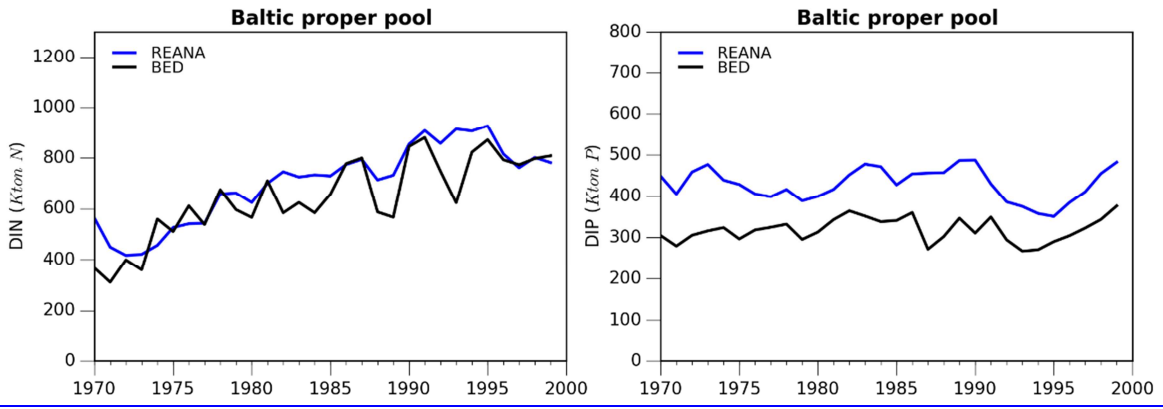 Baltic proper pool
1200
1000
800
600
400
200
0
DIN (Kton N)
REANA
BED
1970 1975 1980 1985 1990 1995 2000
Baltic proper pool
800
700
600
500
400
300
200
100
0
DIP (Kton P)
REANA
BED
1970 1975 1980 1985 1990 1995 2000